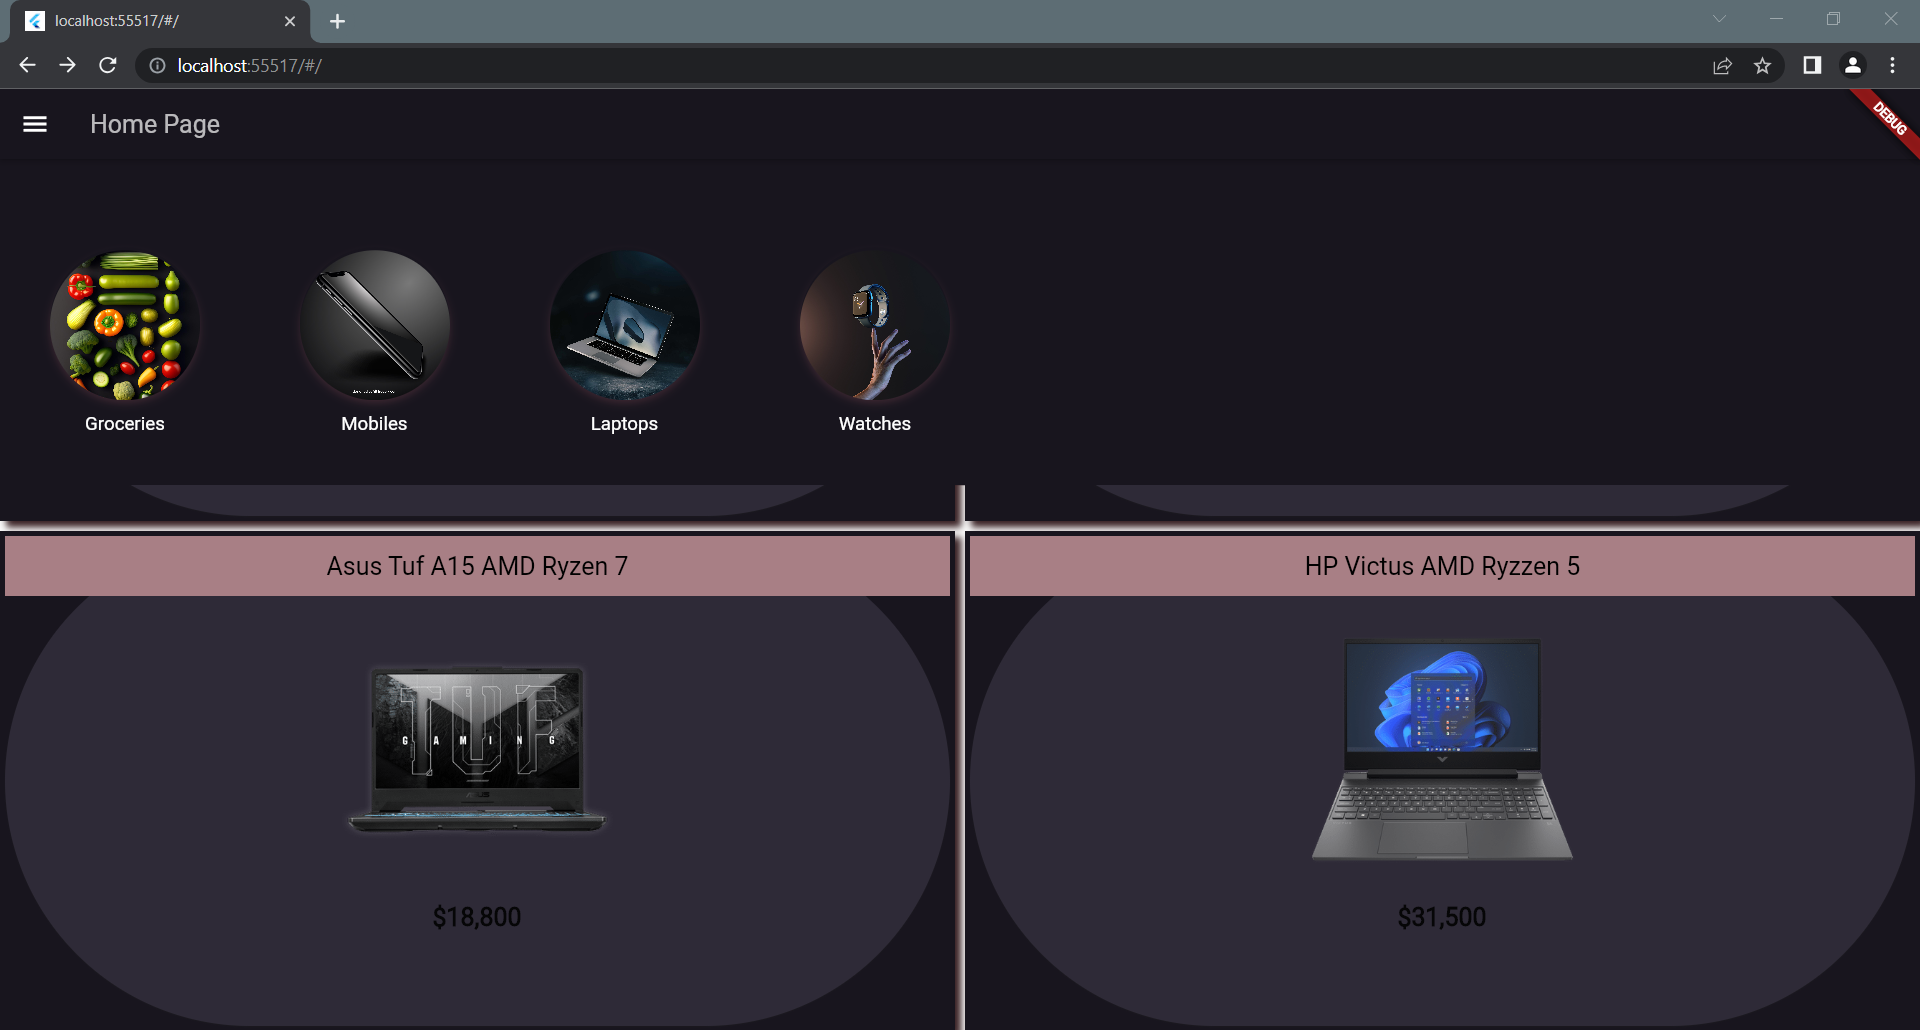 localhost:55517/#/
localhost:55517/#/
Home Page
DEBUG
Groceries
Mobiles
Laptops
Watches
Asus Tuf A15 AMD Ryzen 7
HP Victus AMD Ryzzen 5
TUF
GAMING
$18,800
$31,500